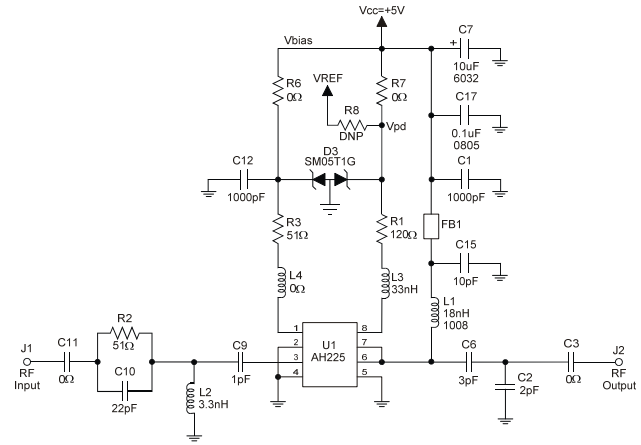 Vcc=+5V
Vbias
C7
+
10uF
6032
R6
0Ω
VREF
R7
0Ω
R8
DNP
Vpd
C17
0.1uF
0805
D3
SM05T1G
C12
1000pF
C1
1000pF
R3
51Ω
R1
120Ω
FB1
C15
10pF
L4
0Ω
L3
33nH
L1
18nH
1008
R2
51Ω
J1
RF
Input
C11
0Ω
C10
22pF
L2
3.3nH
C9
1pF
1
2
3
4
U1
AH225
8
7
6
5
C6
3pF
C2
2pF
C3
0Ω
J2
RF
Output